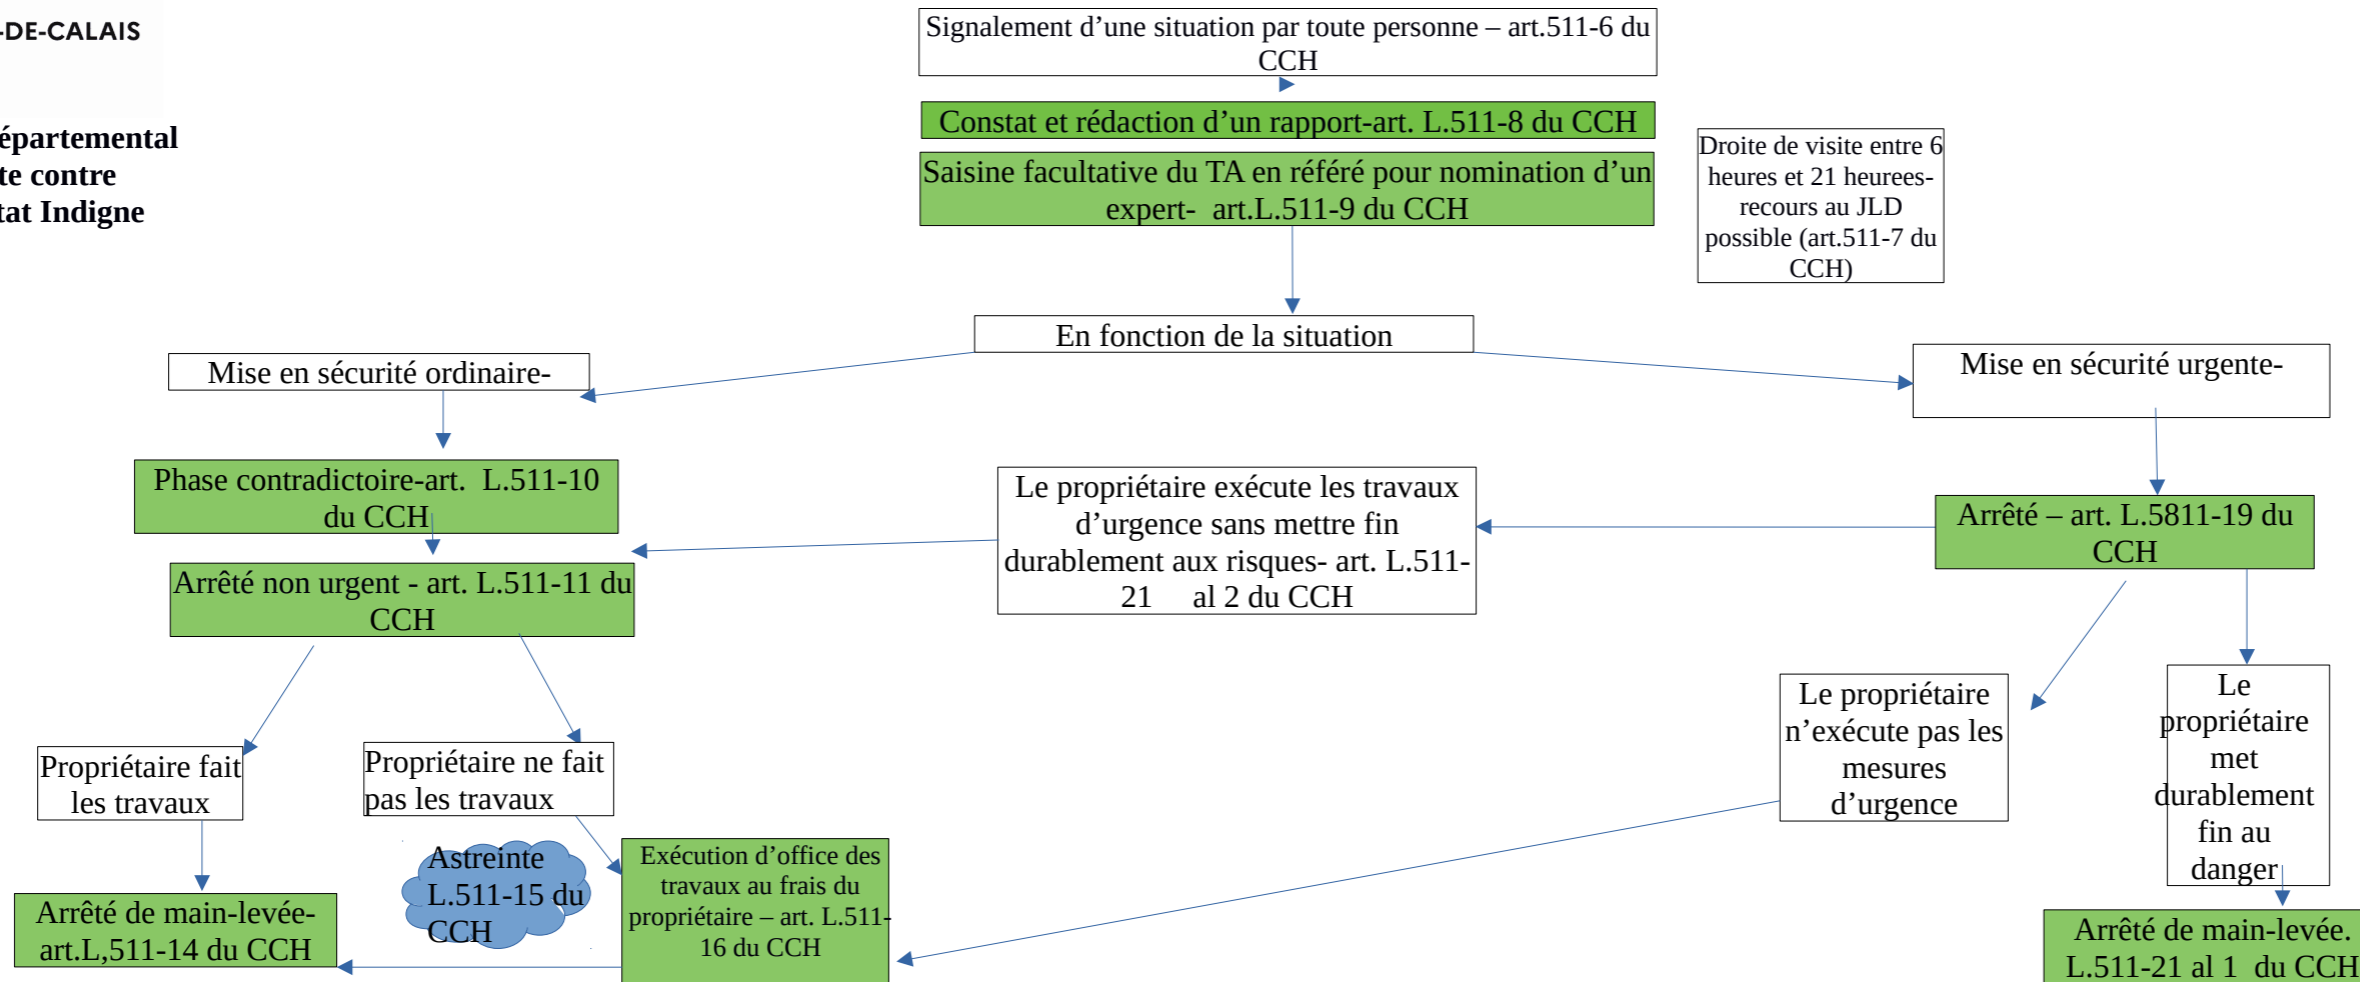 -DE-CALAIS
épartemental
te contre
tat Indigne
Signalement d’une situation par toute personne – art.511-6 du
CCH
Constat et rédaction d’un rapport-art. L.511-8 du CCH
Saisine facultative du TA en référé pour nomination d’un
expert- art.L.511-9 du CCH
Droite de visite entre 6
heures et 21 heurees-
recours au JLD
possible (art.511-7 du
CCH)
En fonction de la situation
Mise en sécurité ordinaire-
Mise en sécurité urgente-
Phase contradictoire-art. L.511-10
du CCH
Le propriétaire exécute les travaux
d’urgence sans mettre fin
durablement aux risques- art. L.511-
21 al 2 du CCH
Arrêté – art. L.5811-19 du
CCH
Arrêté non urgent - art. L.511-11 du
CCH
Le propriétaire
n’exécute pas les
mesures
d’urgence
Le
propriétaire
met
durablement
fin au
danger
Propriétaire fait
les travaux
Propriétaire ne fait
pas les travaux
Astreinte
L.511-15 du
CCH
Exécution d’office des
travaux au frais du
propriétaire – art. L.511-
16 du CCH
Arrêté de main-levée-
art.L,511-14 du CCH
Arrêté de main-levée.
L.511-21 al 1 du CCH